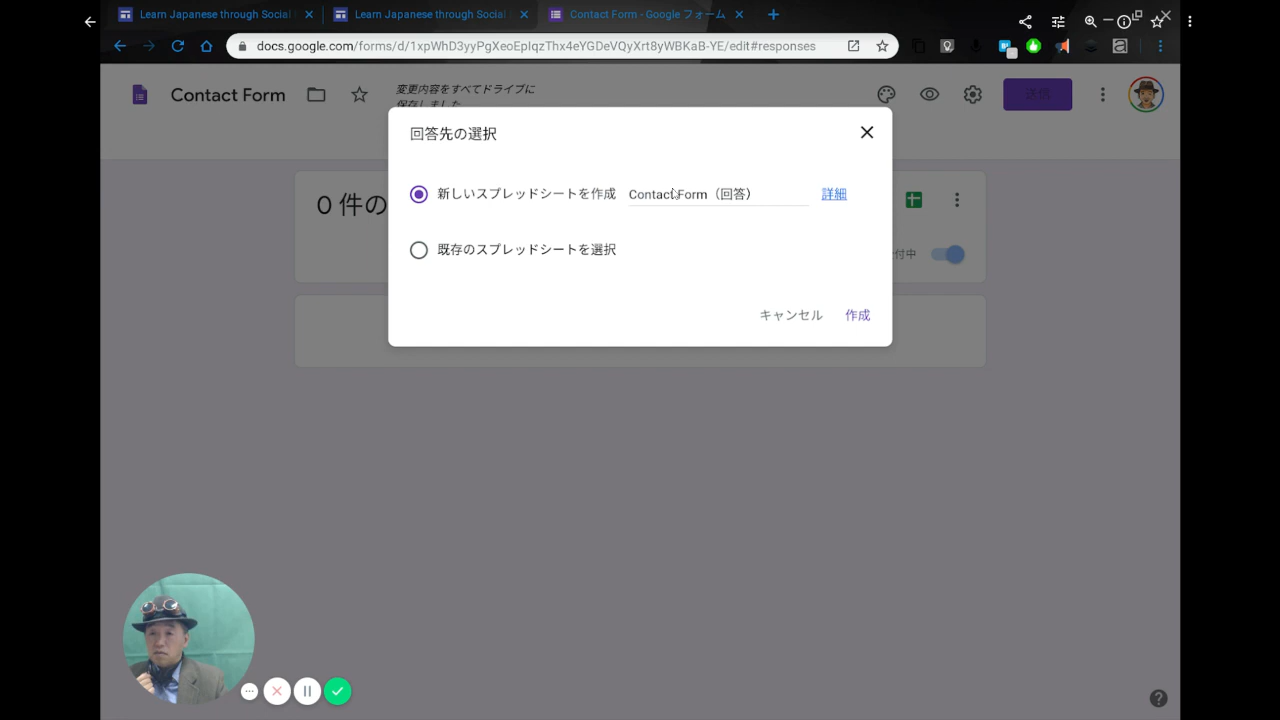 Learn Japanese through Social
Learn Japanese through Social
Contact Form - Google フォーム
docs.google.com/forms/d/1xpWhD3yyPgXeoEpIqzThx4eYGDeVQyXrt8yWBKaB-YE/edit#responses
Contact Form
変更内容をすべてドライブに
保存しました
送信
回答先の選択
0 件の
新しいスプレッドシートを作成 Contact Form（回答） 詳細
既存のスプレッドシートを選択
付中
キャンセル 作成